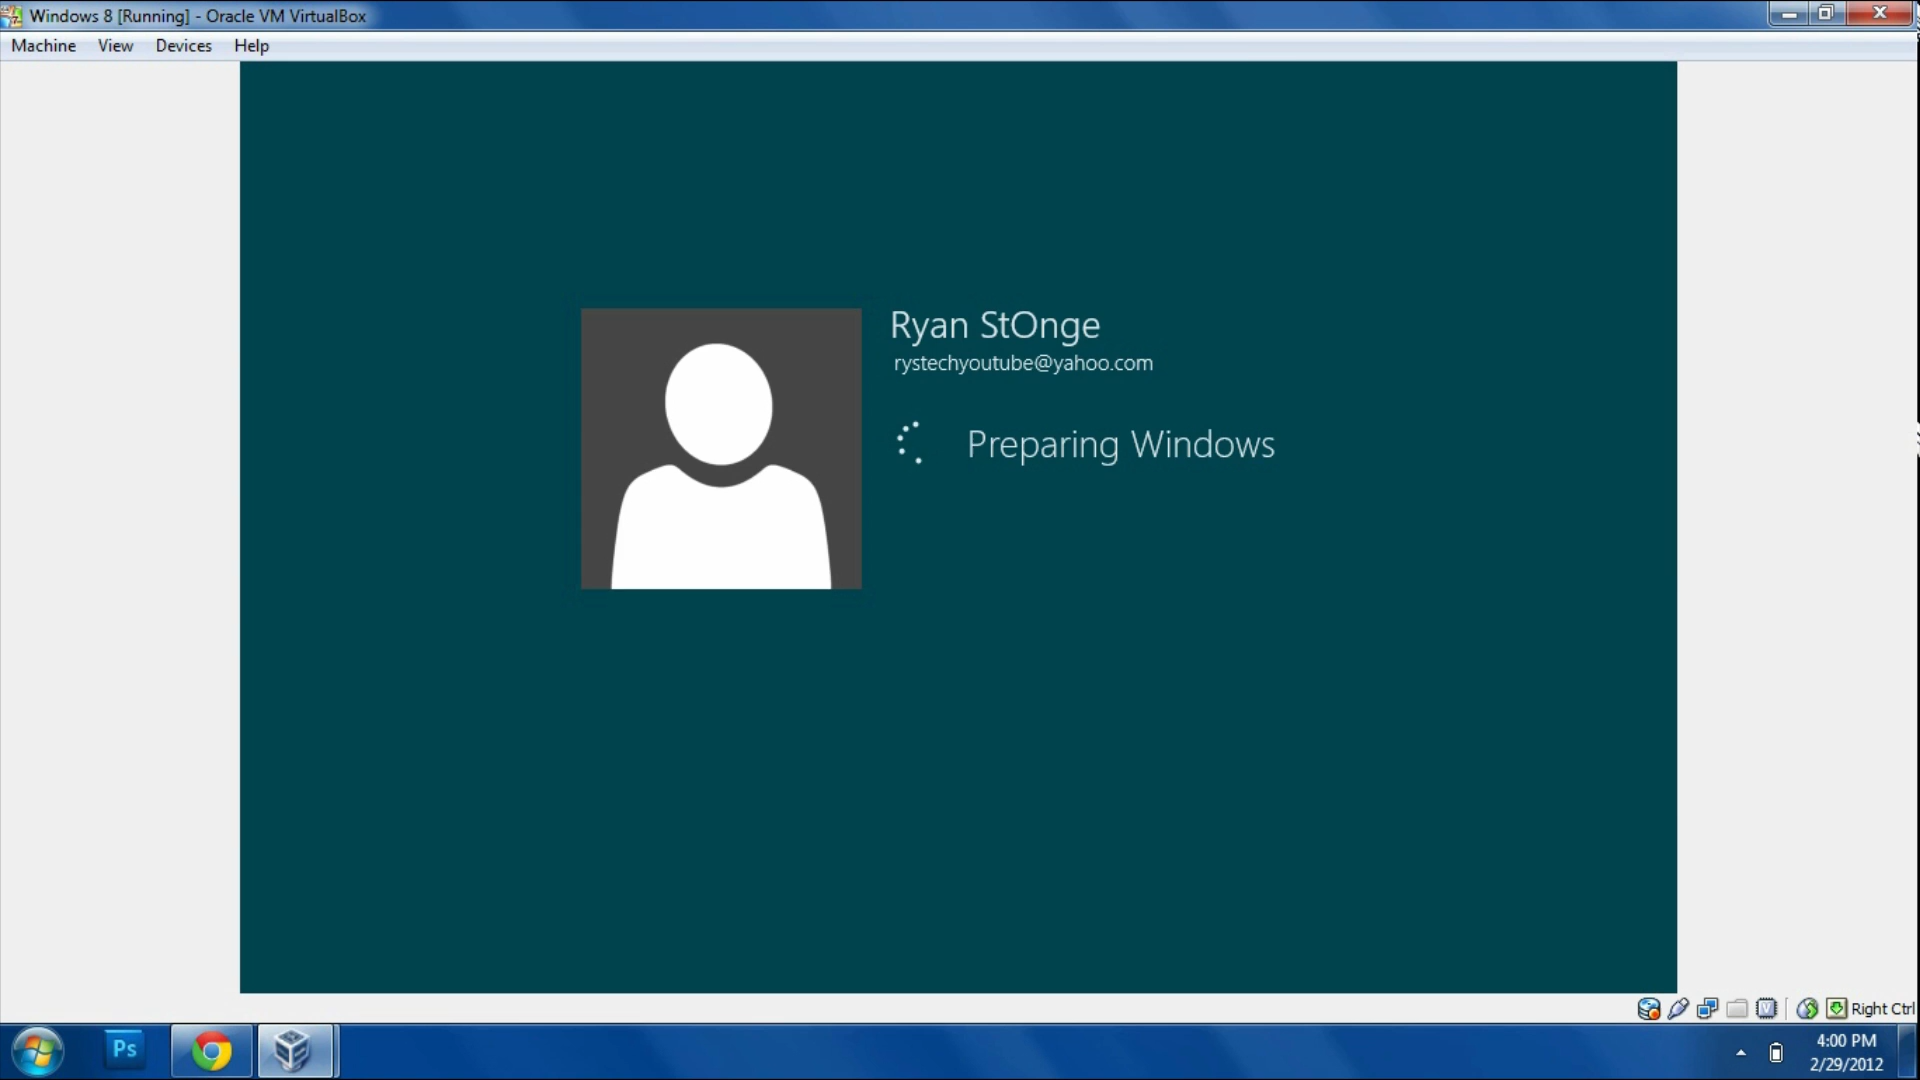 Windows 8 [Running] - Oracle VM VirtualBox
Machine View Devices Help
Ryan StOnge
rystechyoutube@yahoo.com
Preparing Windows
Right Ctrl
Ps
4:00 PM
2/29/2012